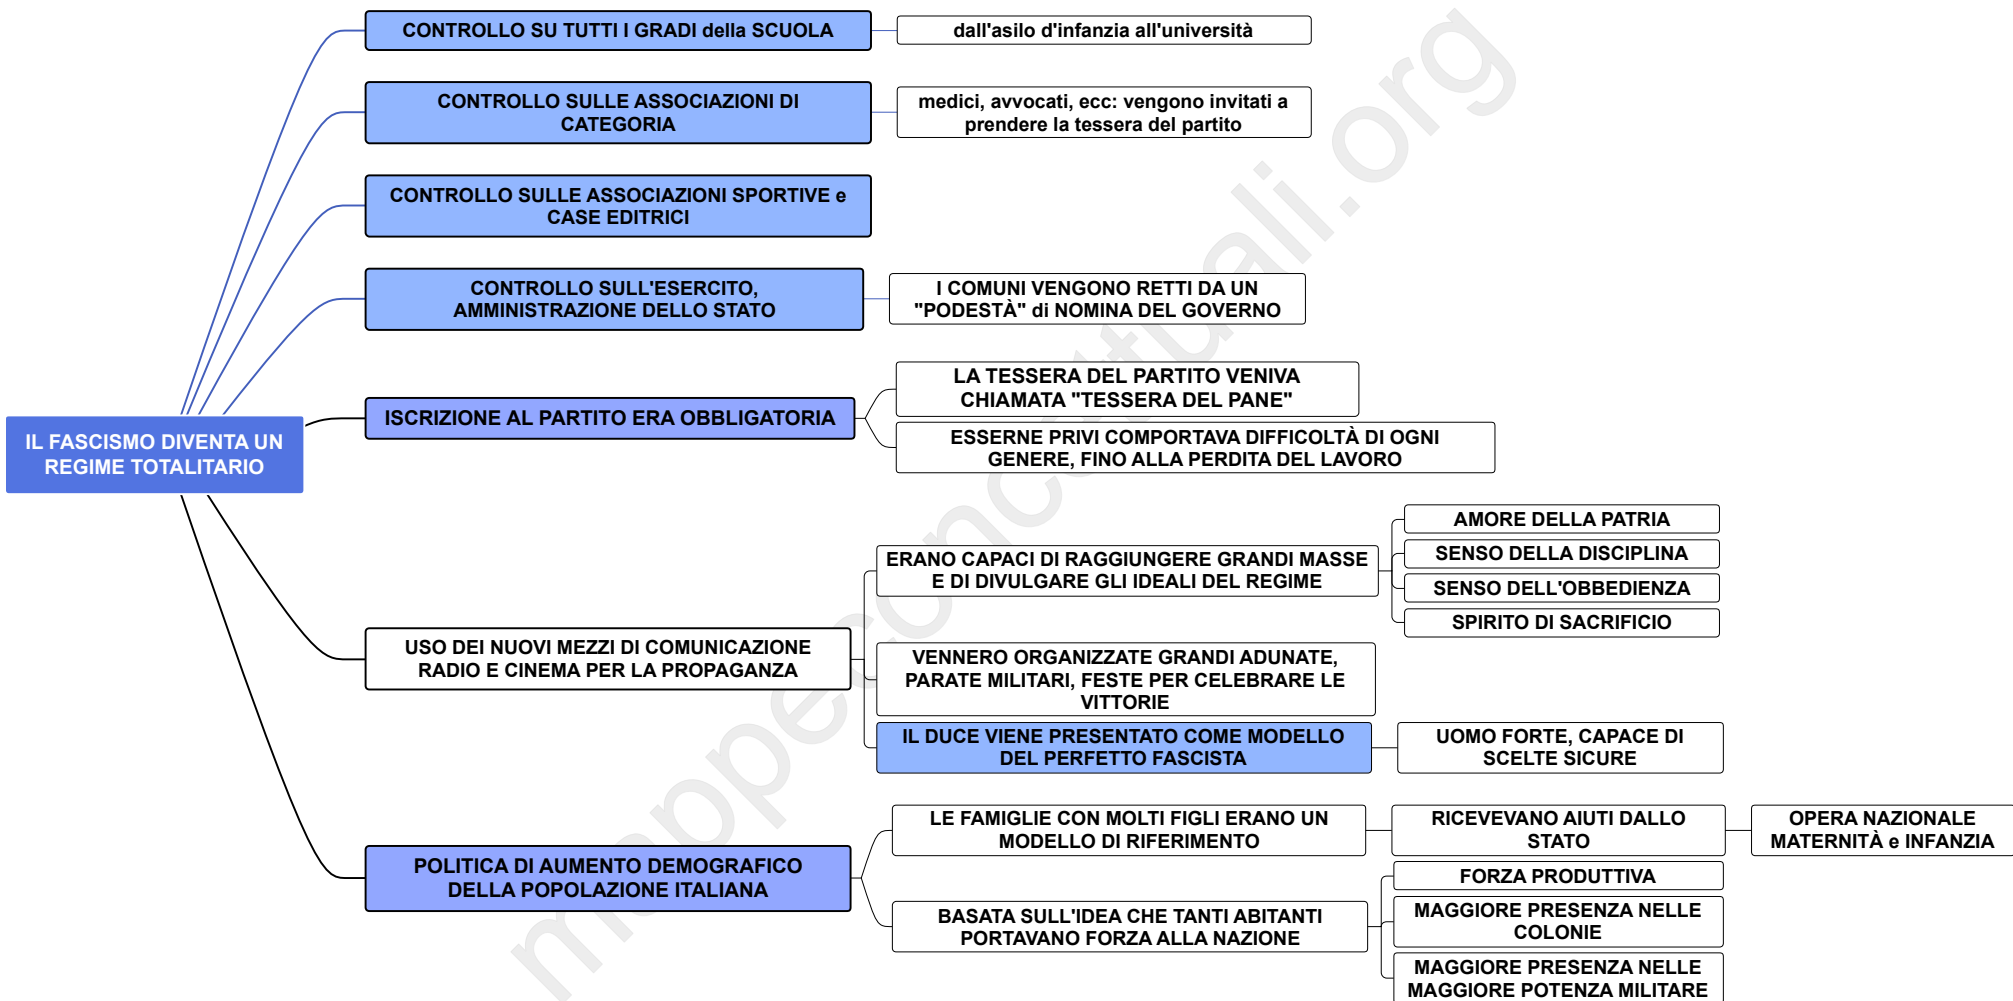 CONTROLLO SU TUTTI I GRADI della SCUOLA
dall'asilo d'infanzia all'università
CONTROLLO SULLE ASSOCIAZIONI DI
CATEGORIA
medici, avvocati, ecc: vengono invitati a
prendere la tessera del partito
CONTROLLO SULLE ASSOCIAZIONI SPORTIVE e
CASE EDITRICI
CONTROLLO SULL'ESERCITO,
AMMINISTRAZIONE DELLO STATO
I COMUNI VENGONO RETTI DA UN
"PODESTÀ" di NOMINA DEL GOVERNO
IL FASCISMO DIVENTA UN
REGIME TOTALITARIO
ISCRIZIONE AL PARTITO ERA OBBLIGATORIA
LA TESSERA DEL PARTITO VENIVA
CHIAMATA "TESSERA DEL PANE"
ESSERNE PRIVI COMPORTAVA DIFFICOLTÀ DI OGNI
GENERE, FINO ALLA PERDITA DEL LAVORO
USO DEI NUOVI MEZZI DI COMUNICAZIONE
RADIO E CINEMA PER LA PROPAGANZA
ERANO CAPACI DI RAGGIUNGERE GRANDI MASSE
E DI DIVULGARE GLI IDEALI DEL REGIME
AMORE DELLA PATRIA
SENSO DELLA DISCIPLINA
SENSO DELL'OBBEDIENZA
SPIRITO DI SACRIFICIO
VENNERO ORGANIZZATE GRANDI ADUNATE,
PARATE MILITARI, FESTE PER CELEBRARE LE
VITTORIE
IL DUCE VIENE PRESENTATO COME MODELLO
DEL PERFETTO FASCISTA
UOMO FORTE, CAPACE DI
SCELTE SICURE
POLITICA DI AUMENTO DEMOGRAFICO
DELLA POPOLAZIONE ITALIANA
LE FAMIGLIE CON MOLTI FIGLI ERANO UN
MODELLO DI RIFERIMENTO
RICEVEVANO AIUTI DALLO
STATO
OPERA NAZIONALE
MATERNITÀ e INFANZIA
BASATA SULL'IDEA CHE TANTI ABITANTI
PORTAVANO FORZA ALLA NAZIONE
FORZA PRODUTTIVA
MAGGIORE PRESENZA NELLE
COLONIE
MAGGIORE PRESENZA NELLE
MAGGIORE POTENZA MILITARE
mappeconcettuali.org